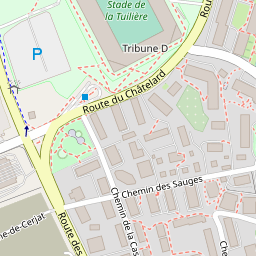 Stade de
la Tuilière
Rou
P
Tribune D
Route du Châtelard
Chemin des Sauges
ne-de-Cerjat
Route des
Chemin de la Cas